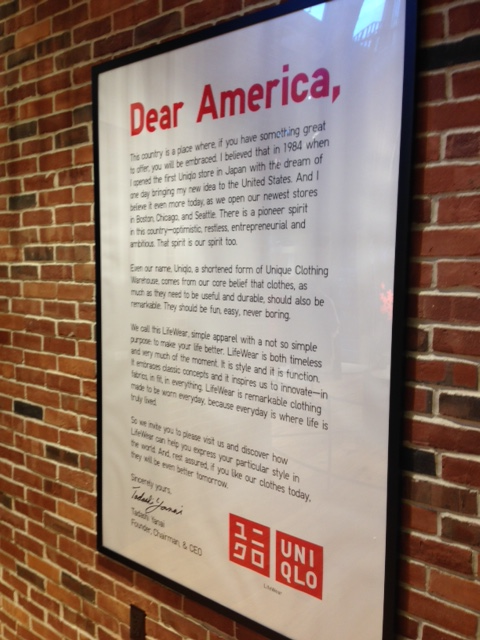 Dear America,
This country is a place where, if you have something great
to offer, you will be embraced. I believed that in 1984 when
I opened the first Uniqlo store in Japan with the dream of
one day bringing my new idea to the United States. And I
believe it even more today, as we open our newest stores
in Boston, Chicago, and Seattle. There is a pioneer spirit
in this country—optimistic, restless, entrepreneurial and
ambitious. That spirit is our spirit too.
Even our name, Uniqlo, a shortened form of Unique Clothing
Warehouse, comes from our core belief that clothes, as
much as they need to be useful and durable, should also be
remarkable. They should be fun, easy, never boring.
We call this LifeWear, simple apparel with a not so simple
purpose: to make your life better. LifeWear is both timeless
and very much of the moment. It is style and it is function.
It embraces classic concepts and it inspires us to innovate—in
fabrics, in fit, in everything. LifeWear is remarkable clothing
made to be worn everyday, because everyday is where life is
truly lived.
So we invite you to please visit us and discover how
LifeWear can help you express your particular style in
the world. And, rest assured, if you like our clothes today,
they will be even better tomorrow.
Sincerely yours,
Tadashi Yanai
Tadashi Yanai
Founder, Chairman, & CEO
ユニ
クロ
UNI
QLO
LifeWear